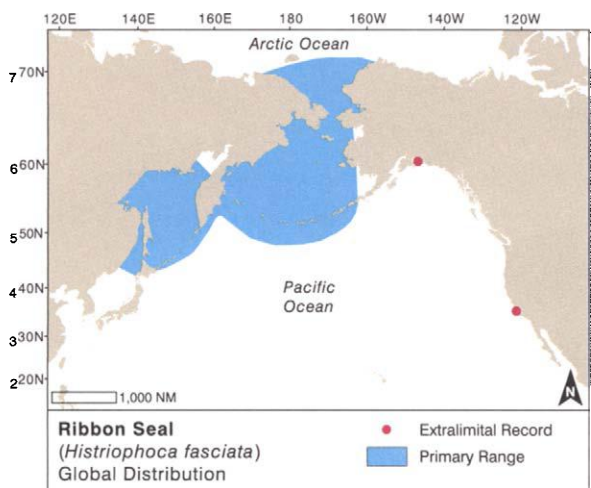 120E 140E 160E 180 160W 140W 120W
Arctic Ocean
7 70N
6 60N
5 50N
Pacific
Ocean
4 40N
3 30N
2 20N
1,000 NM
N
Ribbon Seal
(Histriophoca fasciata)
Global Distribution
Extralimital Record
Primary Range